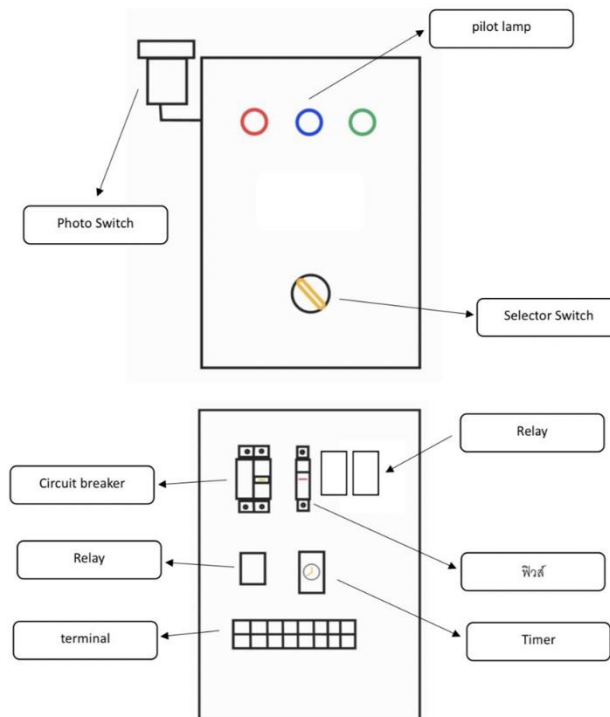 pilot lamp
Photo Switch
Selector Switch
Relay
Circuit breaker
Relay
ฟิวส์
terminal
Timer